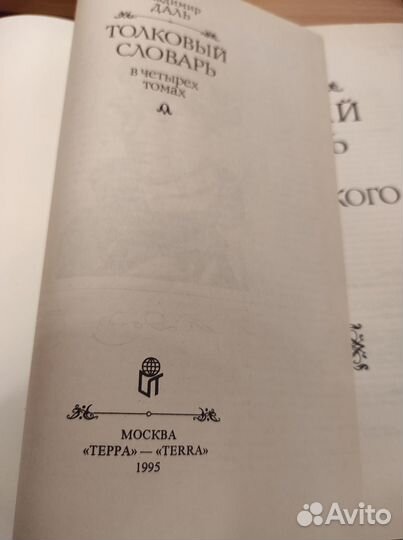 ДАЛЬ
ТОЛКОВЫЙ
СЛОВАРЬ
в четырех
томах
МОСКВА
«ТЕРРА» — «TERRA»
1995
Avito